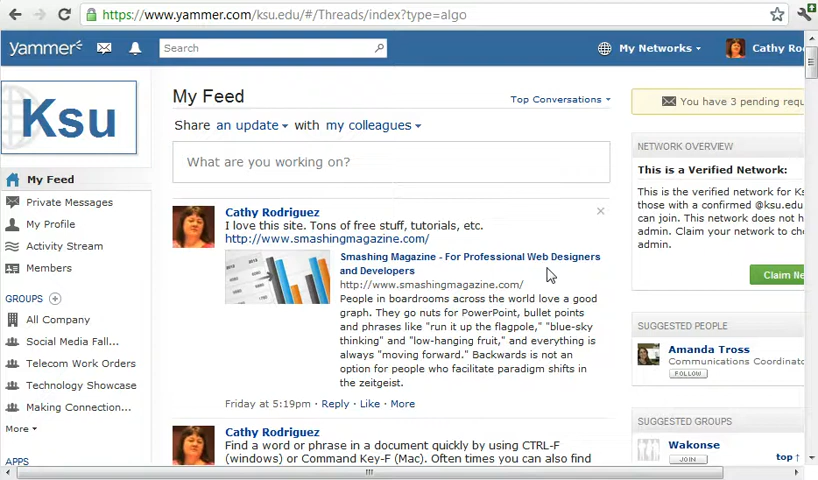 https://www.yammer.com/ksu.edu/#/Threads/index?type=algo
yammer
Search
My Networks
Cathy Ro
Ksu
My Feed
Private Messages
My Profile
Activity Stream
Members
GROUPS
All Company
Social Media Fall...
Telecom Work Orders
Technology Showcase
Making Connection...
More
APPS
My Feed
Top Conversations
Share an update with my colleagues
What are you working on?
Cathy Rodriguez
I love this site. Tons of free stuff, tutorials, etc.
http://www.smashingmagazine.com/
Smashing Magazine - For Professional Web Designers
and Developers
http://www.smashingmagazine.com/
People in boardrooms across the world love a good
graph. They go nuts for PowerPoint, bullet points
and phrases like "run it up the flagpole," "blue-sky
thinking" and "low-hanging fruit," and everything is
always "moving forward." Backwards is not an
option for people who facilitate paradigm shifts in
the zeitgeist.
Friday at 5:19pm · Reply · Like · More
Cathy Rodriguez
Find a word or phrase in a document quickly by using CTRL-F
(windows) or Command Key-F (Mac). Often times you can also find
You have 3 pending requ
NETWORK OVERVIEW
This is a Verified Network:
This is the verified network for Ks
those with a confirmed @ksu.edu
can join. This network does not h
admin. Claim your network to cho
admin.
Claim Ne
SUGGESTED PEOPLE
Amanda Tross
Communications Coordinato
FOLLOW
SUGGESTED GROUPS
Wakonse
JOIN
top ↑